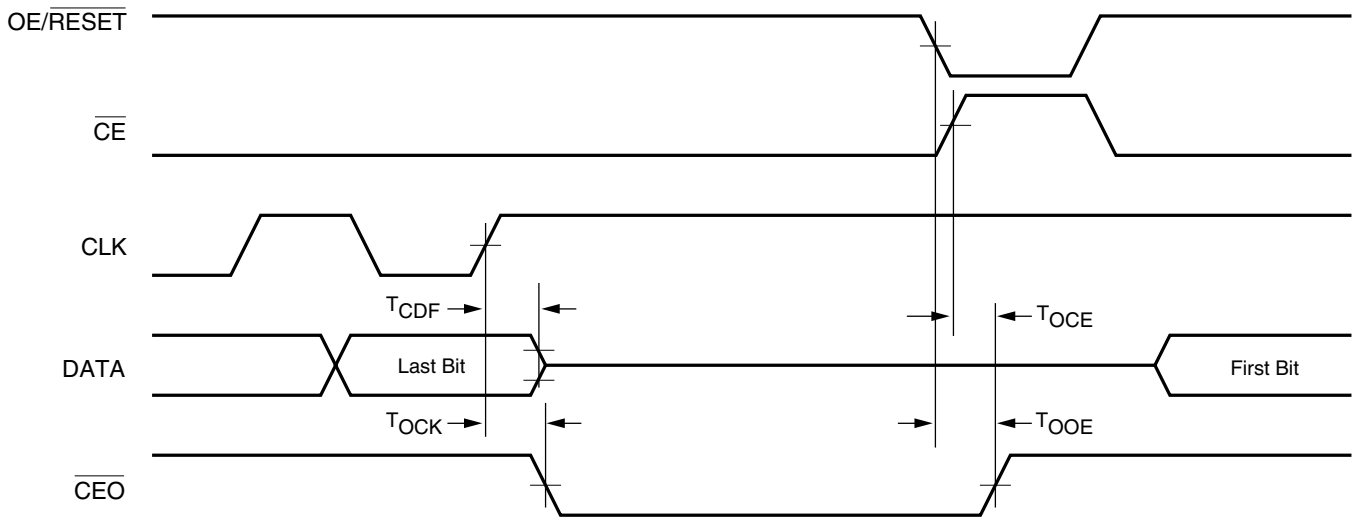 OE/RESET
CE
CLK
TCDF
TOCE
DATA
Last Bit
First Bit
TOCK
TOOE
CEO